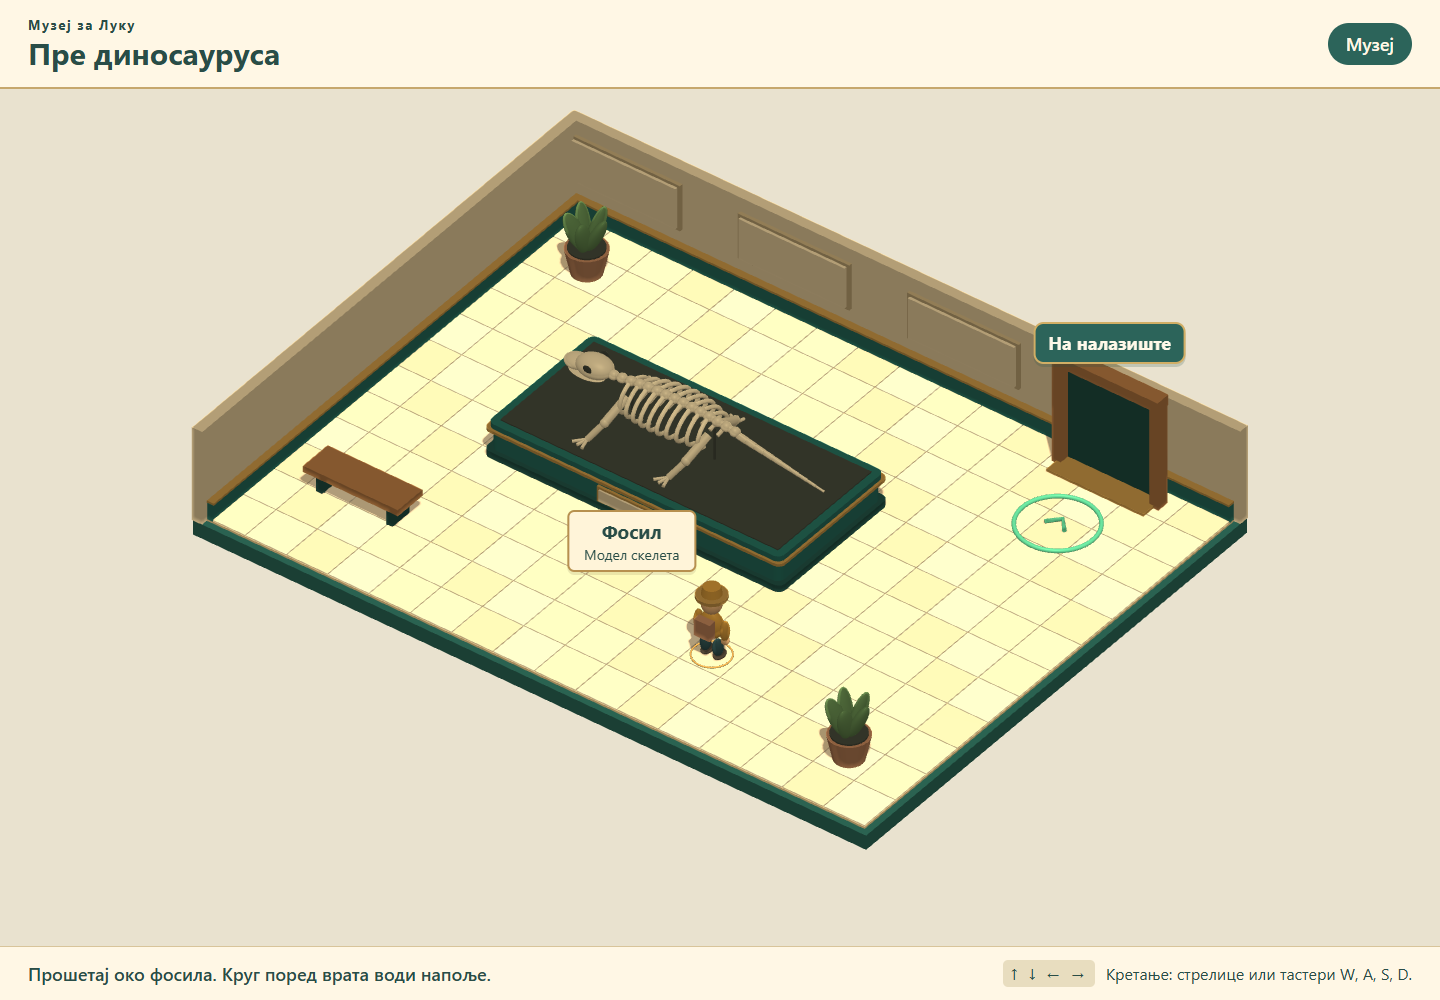 Музеј за Луку
Пре диносауруса
Музеј
На налазиште
Фосил
Модел скелета
Прошетај око фосила. Круг поред врата води напоље.
↑ ↓ ← → Кретање: стрелице или тастери W, A, S, D.